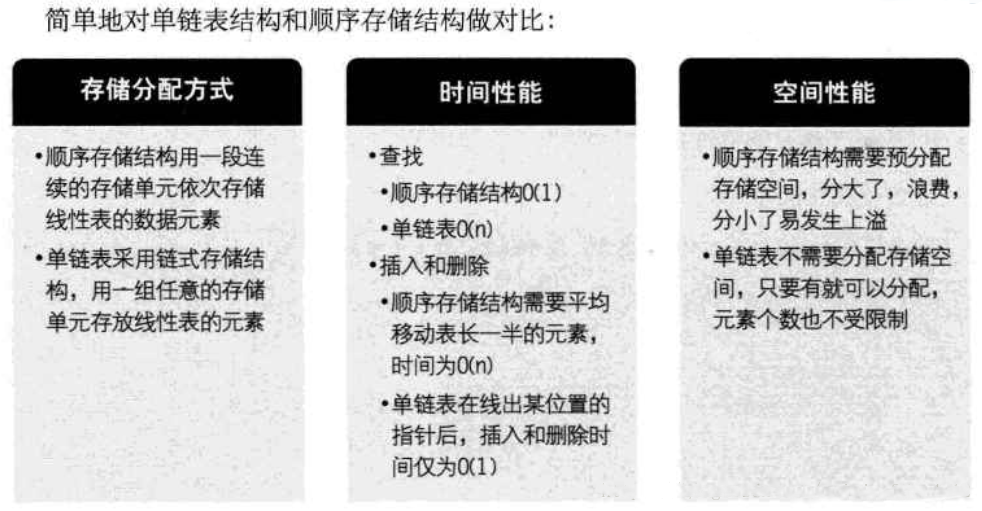 简单地对单链表结构和顺序存储结构做对比：
存储分配方式
•顺序存储结构用一段连
续的存储单元依次存储
线性表的数据元素
•单链表采用链式存储结
构，用一组任意的存储
单元存放线性表的元素
时间性能
•查找
•顺序存储结构O(1)
•单链表O(n)
•插入和删除
•顺序存储结构需要平均
移动表长一半的元素，
时间为O(n)
•单链表在线出某位置的
指针后，插入和删除时
间仅为O(1)
空间性能
•顺序存储结构需要预分配
存储空间，分大了，浪费，
分小了易发生上溢
•单链表不需要分配存储空
间，只要有就可以分配，
元素个数也不受限制